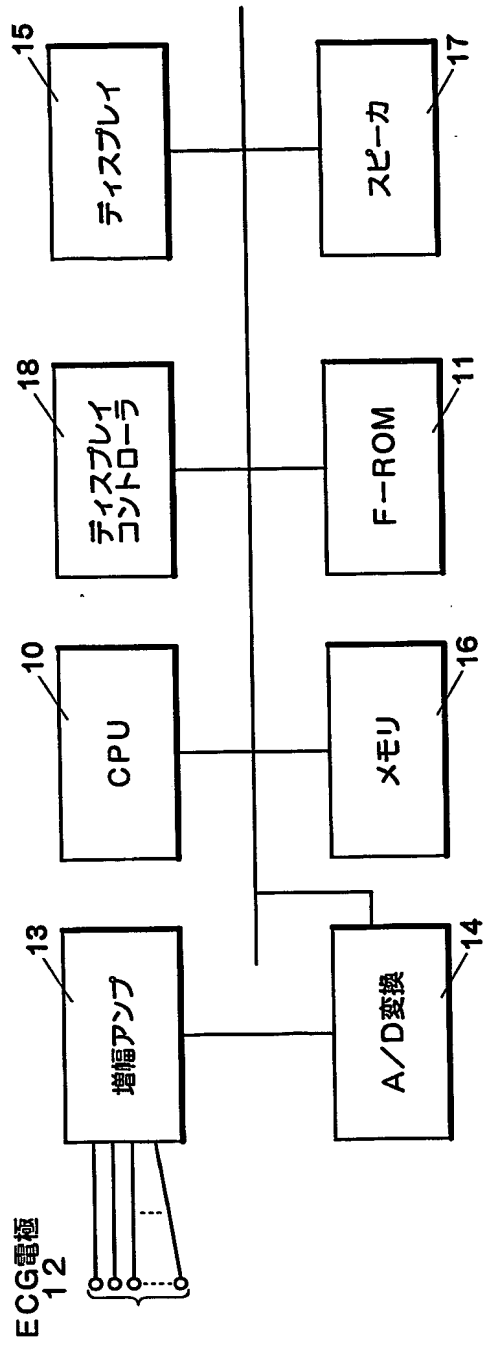 ECG電極
12
13
増幅アンプ
10
CPU
18
ディスプレイ
コントローラ
15
ディスプレイ
A/D変換
14
メモリ
16
F-ROM
11
スピーカ
17